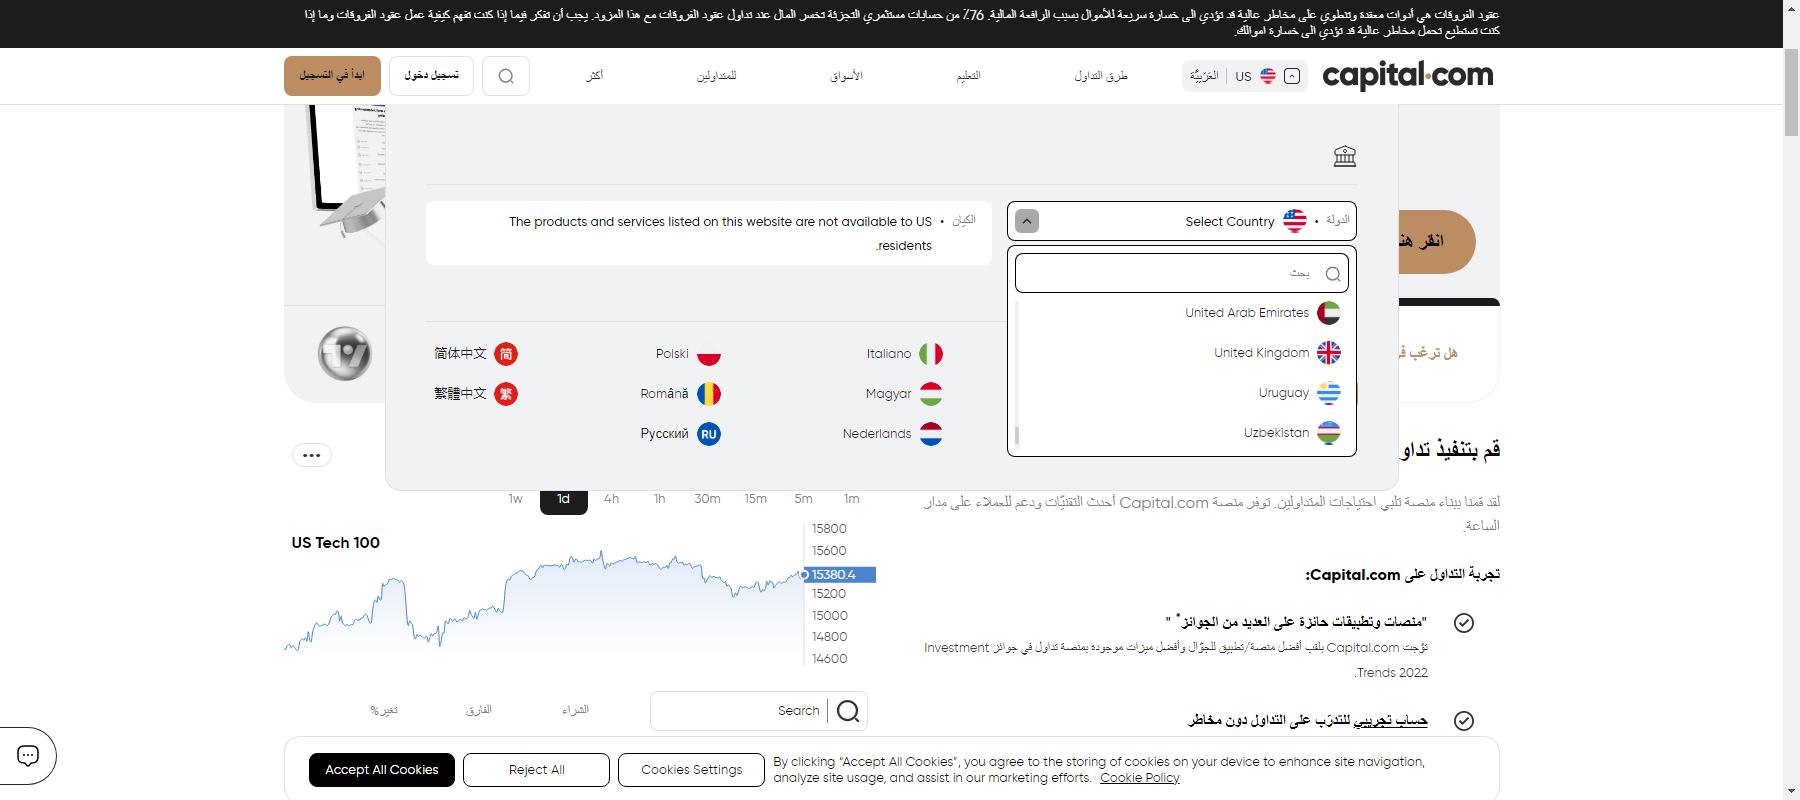 عقود الفروقات هي أدوات معقدة وتنطوي على مخاطر عالية قد تؤدي الى خسارة سريعة للأموال بسبب الرافعة المالية. 76٪ من حسابات مستثمري التجزئة تخسر المال عند تداول عقود الفروقات مع هذا المزود. يجب أن تفكر فيما إذا كنت تفهم كيفية عمل عقود الفروقات وما إذا
كنت تستطيع تحمل مخاطر عالية قد تؤدي الى خسارة اموالك.
capital.com
US | العَرَبِيَّة
طرق التداول
التعليم
الأسواق
للمتداولين
أكثر
تسجيل دخول
ابدأ في التسجيل
الدولة • Select Country
الكيان • The products and services listed on this website are not available to US
residents.
بحث
United Arab Emirates
United Kingdom
Uruguay
Uzbekistan
Italiano
Magyar
Nederlands
Polski
Română
RU Русский
简 简体中文
繁 繁體中文
انقر هنا
هل ترغب في
قم بتنفيذ تداو
لقد قمنا ببناء منصة تلبي احتياجات المتداولين. توفر منصة Capital.com أحدث التقنيّات ودعم للعملاء على مدار
الساعة.
تجربة التداول على Capital.com:
"منصات وتطبيقات حائزة على العديد من الجوائز* "
توّجت Capital.com بلقب أفضل منصة/تطبيق للجوّال وأفضل ميزات موجودة بمنصة تداول في جوائز Investment
Trends 2022.
حساب تجريبي للتدرّب على التداول دون مخاطر
•••
1w 1d 4h 1h 30m 15m 5m 1m
US Tech 100
15800
15600
15380.4
15200
15000
14800
14600
Search
الشراء
الفارق
تغير%
Accept All Cookies
Reject All
Cookies Settings
By clicking “Accept All Cookies”, you agree to the storing of cookies on your device to enhance site navigation,
analyze site usage, and assist in our marketing efforts. Cookie Policy